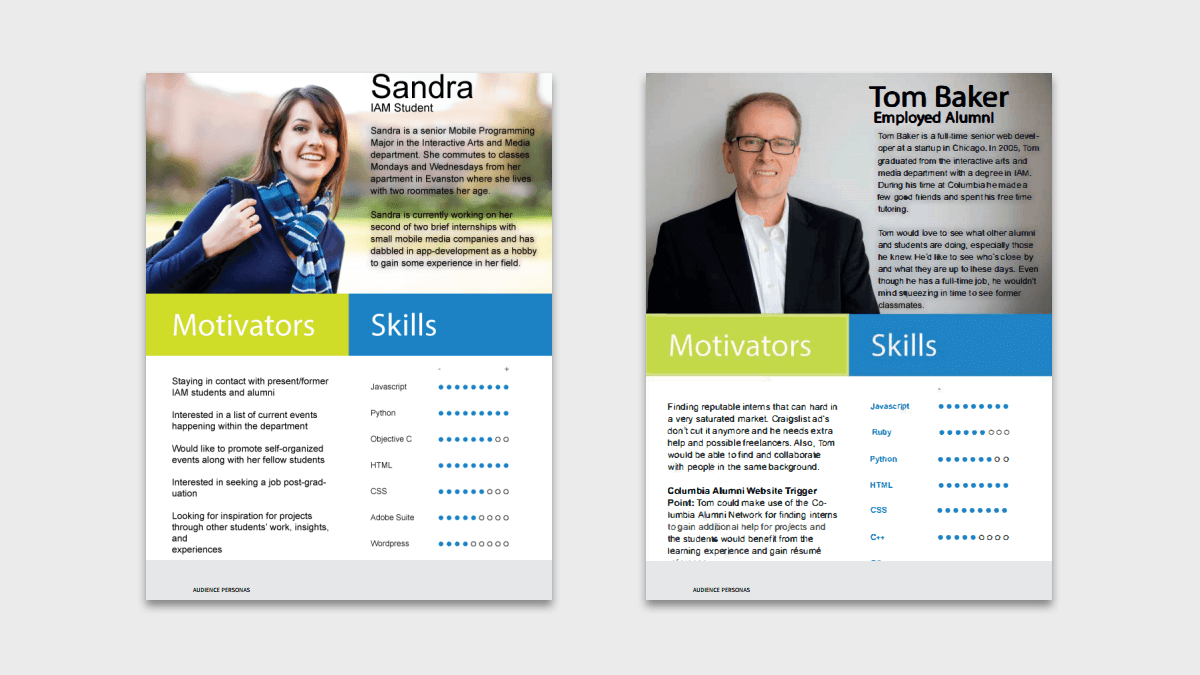 Sandra
IAM Student
Sandra is a senior Mobile Programming
Major in the Interactive Arts and Media
department. She commutes to classes
Mondays and Wednesdays from her
apartment in Evanston where she lives
with two roommates her age.
Sandra is currently working on her
second of two brief internships with
small mobile media companies and has
dabbled in app-development as a hobby
to gain some experience in her field.
Motivators
Skills
Staying in contact with present/former
IAM students and alumni
Interested in a list of current events
happening within the department
Would like to promote self-organized
events along with her fellow students
Interested in seeking a job post-grad-
uation
Looking for inspiration for projects
through other students' work, insights,
and
experiences
- +
Javascript
Python
Objective C
HTML
CSS
Adobe Suite
Wordpress
AUDIENCE PERSONAS
Tom Baker
Employed Alumni
Tom Baker is a full-time senior web devel-
oper at a startup in Chicago. In 2005, Tom
graduated from the interactive arts and
media department with a degree in IAM.
During his time at Columbia he made a
few good friends and spent his free time
tutoring.
Tom would love to see what other alumni
and students are doing, especially those
he knew. He'd like to see who's close by
and what they are up to these days. Even
though he has a full-time job, he wouldn't
mind squeezing in time to see former
classmates.
Motivators
Skills
Finding reputable interns that can hard in
a very saturated market. Craigslist ad's
don't cut it anymore and he needs extra
help and possible freelancers. Also, Tom
would be able to find and collaborate
with people in the same background.
Columbia Alumni Website Trigger
Point: Tom could make use of the Co-
lumbia Alumni Network for finding interns
to gain additional help for projects and
the students would benefit from the
learning experience and gain résumé
-
Javascript
Ruby
Python
HTML
CSS
C++
AUDIENCE PERSONAS